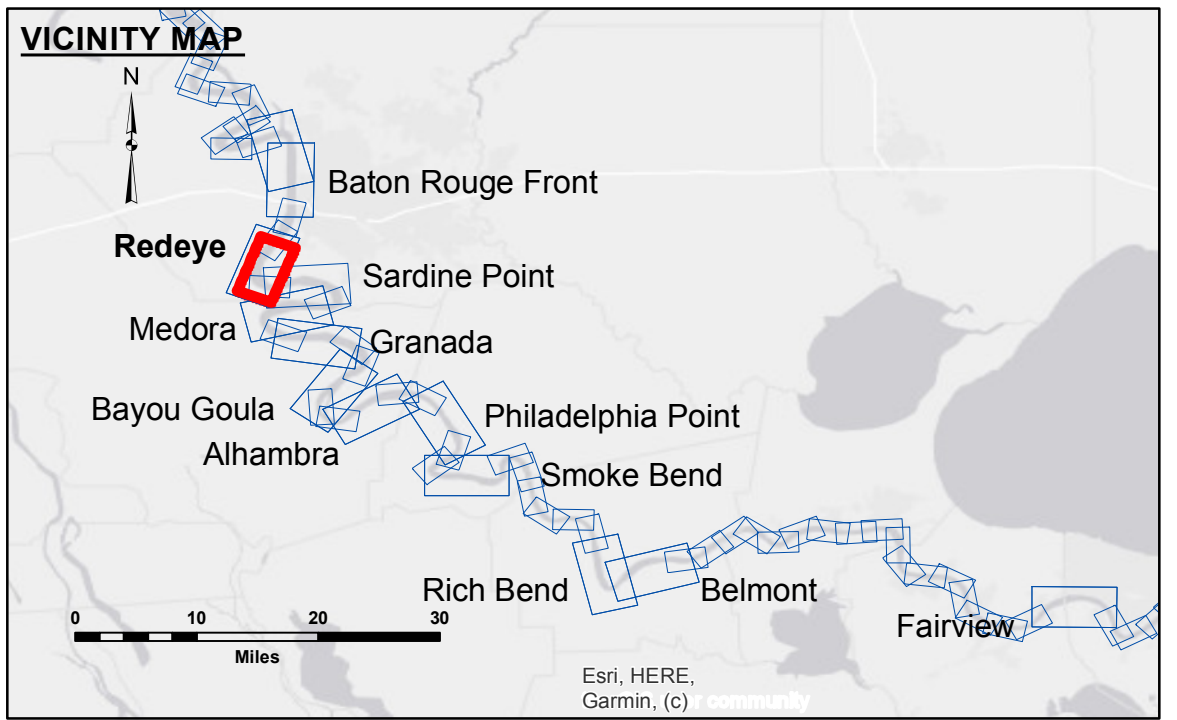 VICINITY MAP
N
Baton Rouge Front
Redeye
Sardine Point
Medora
Granada
Bayou Goula
Philadelphia Point
Alhambra
Smoke Bend
Rich Bend
Belmont
Fairview
0 10 20 30
Miles
Esri, HERE,
Garmin, (c)
community